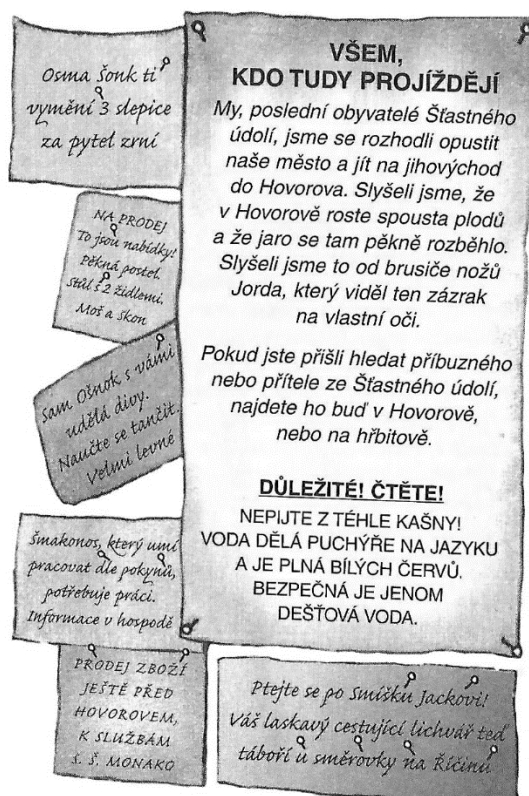 Osma Šonk ti
vymění 3 slepice
za pytel zrní
NA PRODEJ
To jsou nabídky!
Pěkná postel
Stůl s 2 židlemi.
Moš a Skon
Sam Ošnok s vámi
udělá divy.
Naučte se tančit.
Velmi levné
Šmakonos, který umí
pracovat dle pokynů,
potřebuje práci.
Informace v hospodě
PRODEJ ZBOŽÍ
JEŠTĚ PŘED
HOVOROVEM,
K SLUŽBÁM
S. Š. MONAKO
VŠEM,
KDO TUDY PROJÍŽDĚJÍ
My, poslední obyvatelé Šťastného
údolí, jsme se rozhodli opustit
naše město a jít na jihovýchod
do Hovorova. Slyšeli jsme, že
v Hovorově roste spousta plodů
a že jaro se tam pěkně rozběhlo.
Slyšeli jsme to od brusiče nožů
Jorda, který viděl ten zázrak
na vlastní oči.
Pokud jste přišli hledat příbuzného
nebo přítele ze Šťastného údolí,
najdete ho buď v Hovorově,
nebo na hřbitově.
DŮLEŽITÉ! ČTĚTE!
NEPIJTE Z TÉHLE KAŠNY!
VODA DĚLÁ PUCHÝŘE NA JAZYKU
A JE PLNÁ BÍLÝCH ČERVŮ.
BEZPEČNÁ JE JENOM
DEŠŤOVÁ VODA.
Ptejte se po Smíšku Jackovi!
Váš laskavý cestující lichvář teď
táboří u směrovky na Říčinu